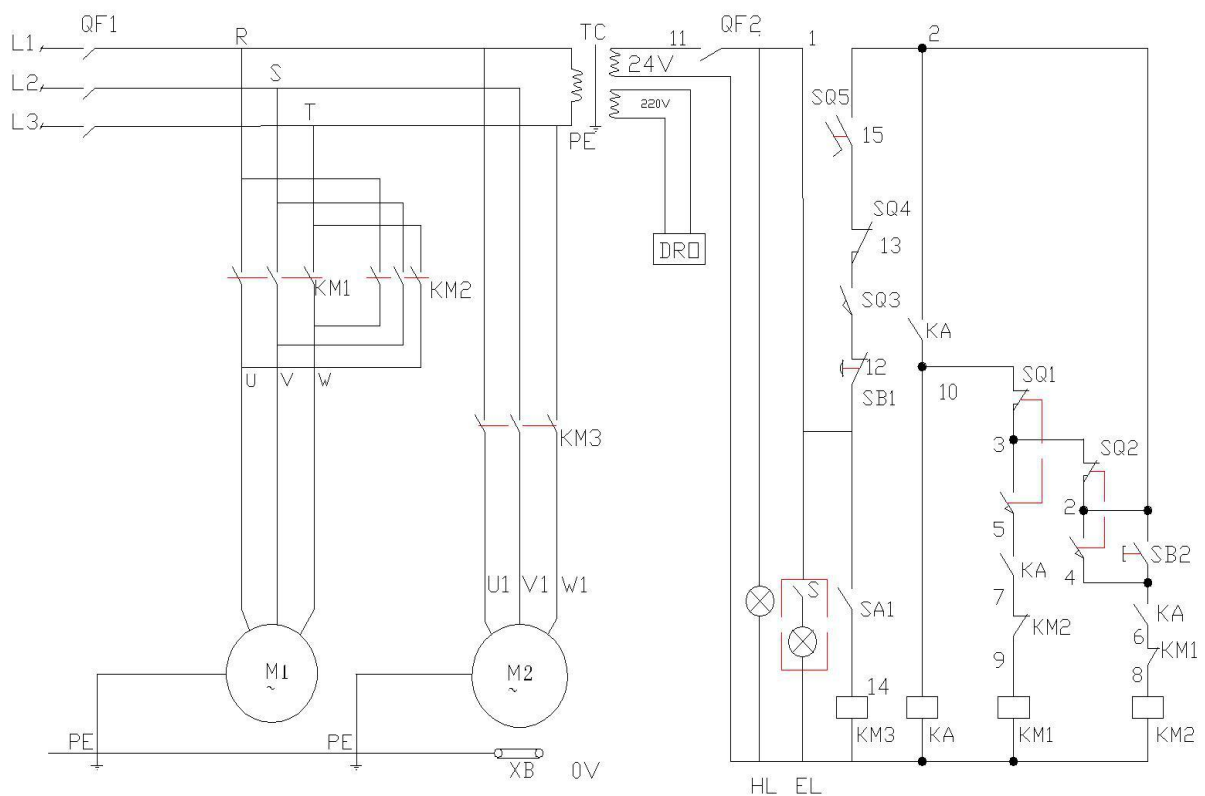 QF1
R
TC
11
QF2
1
2
L1
24V
S
L2
SQ5
220V
T
L3
PE
15
SQ4
13
DRO
KM1
KM2
SQ3
KA
12
SQ1
U
V
W
10
SB1
KM3
3
SQ2
2
5
SB2
KA
4
U1
V1
W1
S
7
SA1
KA
KM2
6
KM1
9
M1
~
M2
~
14
8
PE
PE
KM3
KA
KM1
KM2
XB
0V
HL
EL